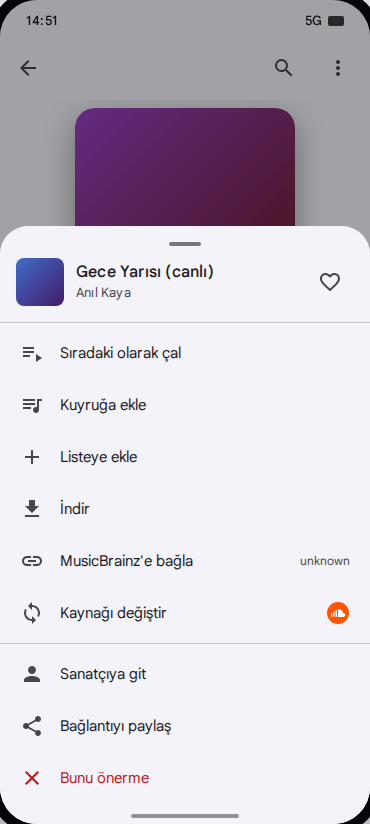 14:51
5G
Gece Yarısı (canlı)
Anıl Kaya
Sıradaki olarak çal
Kuyruğa ekle
Listeye ekle
İndir
MusicBrainz'e bağla
unknown
Kaynağı değiştir
Sanatçıya git
Bağlantıyı paylaş
Bunu önerme